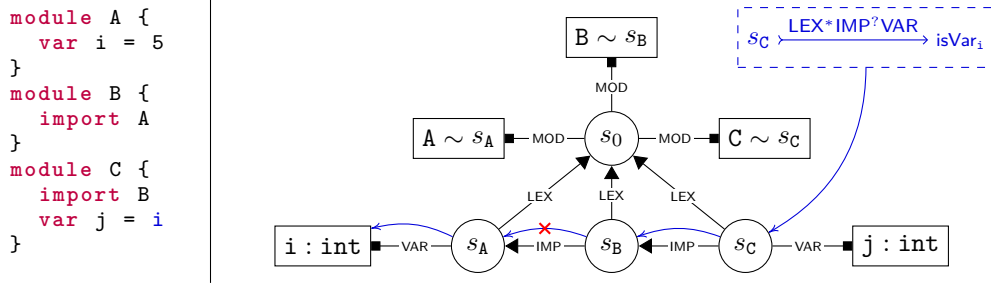 module A {
  var i = 5
}
module B {
  import A
}
module C {
  import B
  var j = i
}
B ∼ s_B
s_C LEX*IMP?VAR isVar_i
MOD
A ∼ s_A MOD s_0 MOD C ∼ s_C
LEX LEX LEX
i : int VAR s_A IMP s_B IMP s_C VAR j : int